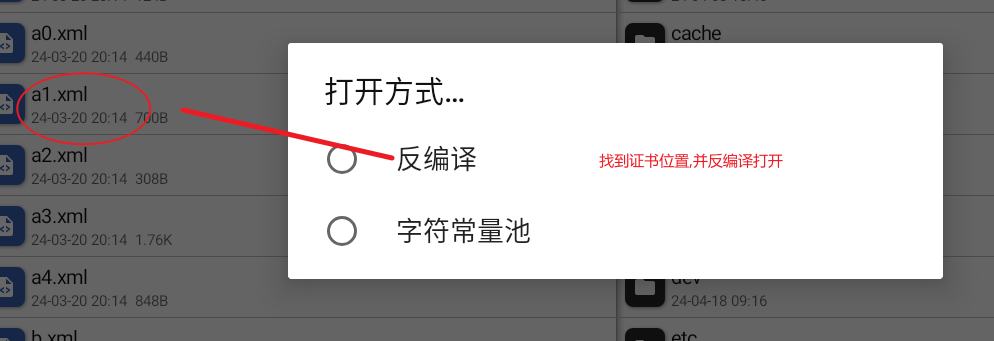 a0.xml
24-03-20 20:14 440B
a1.xml
24-03-20 20:14 700B
a2.xml
24-03-20 20:14 308B
a3.xml
24-03-20 20:14 1.76K
a4.xml
24-03-20 20:14 848B
b.xml
cache
打开方式...
反编译
找到证书位置,并反编译打开
字符常量池
dev
24-04-18 09:16
etc